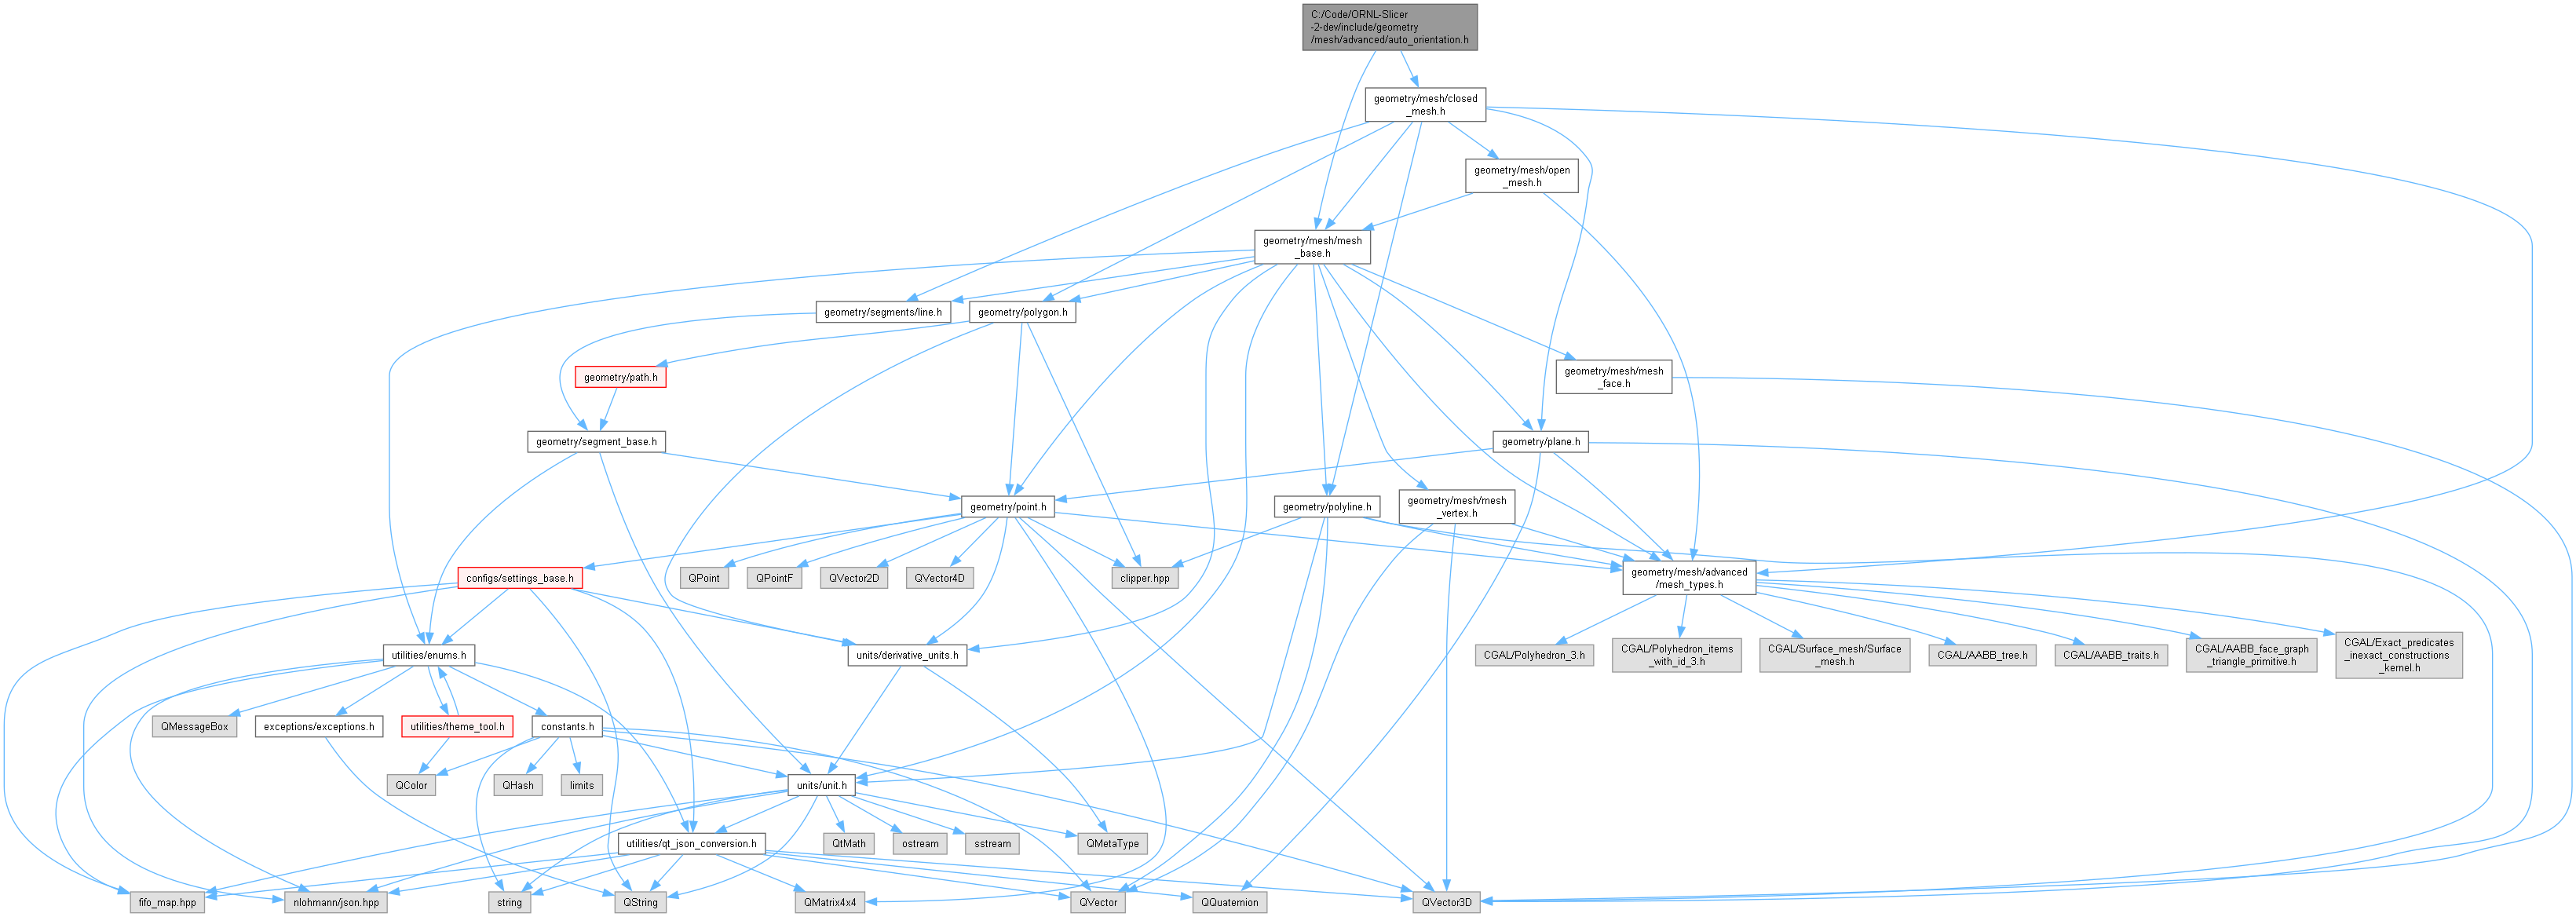 C:/Code/ORNL-Slicer
-2-dev/include/geometry
/mesh/advanced/auto_orientation.h
geometry/mesh/closed
_mesh.h
geometry/mesh/open
_mesh.h
geometry/mesh/mesh
_base.h
geometry/segments/line.h
geometry/polygon.h
geometry/path.h
geometry/mesh/mesh
_face.h
geometry/segment_base.h
geometry/plane.h
geometry/point.h
geometry/polyline.h
geometry/mesh/mesh
_vertex.h
configs/settings_base.h
QPoint
QPointF
QVector2D
QVector4D
clipper.hpp
geometry/mesh/advanced
/mesh_types.h
utilities/enums.h
units/derivative_units.h
CGAL/Polyhedron_3.h
CGAL/Polyhedron_items
_with_id_3.h
CGAL/Surface_mesh/Surface
_mesh.h
CGAL/AABB_tree.h
CGAL/AABB_traits.h
CGAL/AABB_face_graph
_triangle_primitive.h
CGAL/Exact_predicates
_inexact_constructions
_kernel.h
QMessageBox
exceptions/exceptions.h
utilities/theme_tool.h
constants.h
QColor
QHash
limits
units/unit.h
utilities/qt_json_conversion.h
QtMath
ostream
sstream
QMetaType
fifo_map.hpp
nlohmann/json.hpp
string
QString
QMatrix4x4
QVector
QQuaternion
QVector3D